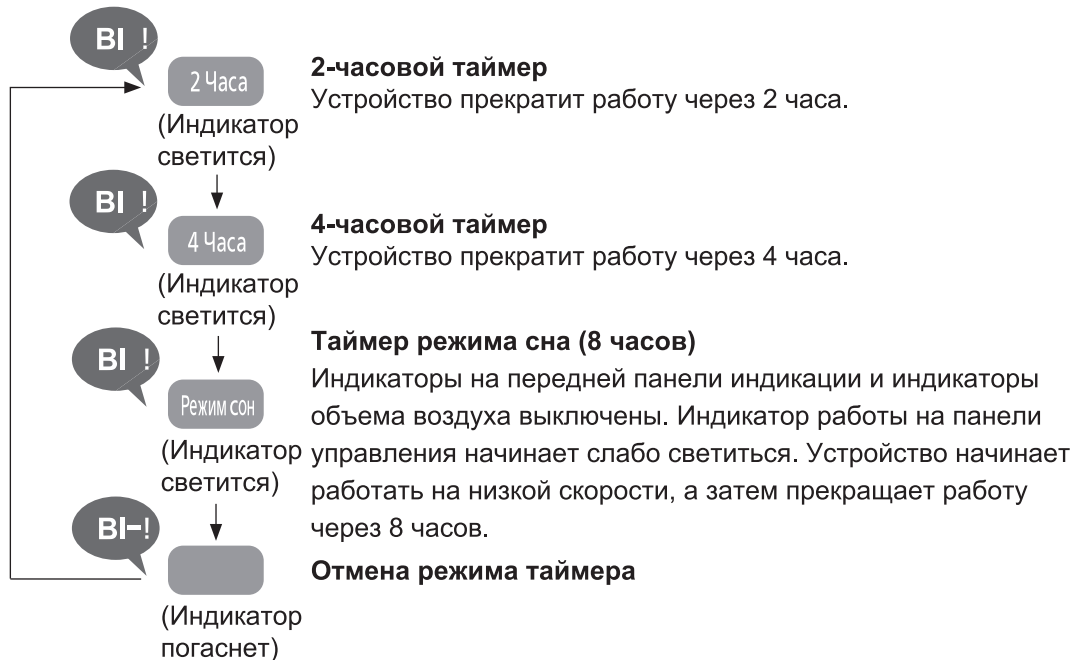 BI !
2 Часа
(Индикатор
светится)
2-часовой таймер
Устройство прекратит работу через 2 часа.
BI !
4 Часа
(Индикатор
светится)
4-часовой таймер
Устройство прекратит работу через 4 часа.
BI !
Режим сон
(Индикатор
светится)
Таймер режима сна (8 часов)
Индикаторы на передней панели индикации и индикаторы
объема воздуха выключены. Индикатор работы на панели
управления начинает слабо светиться. Устройство начинает
работать на низкой скорости, а затем прекращает работу
через 8 часов.
BI–!
(Индикатор
погаснет)
Отмена режима таймера